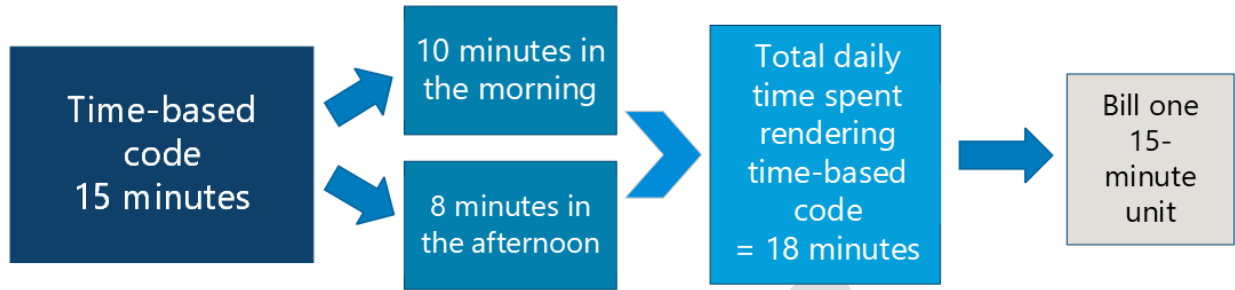 Time-based
code
15 minutes
10 minutes in
the morning
8 minutes in
the afternoon
Total daily
time spent
rendering
time-based
code
= 18 minutes
Bill one
15-
minute
unit